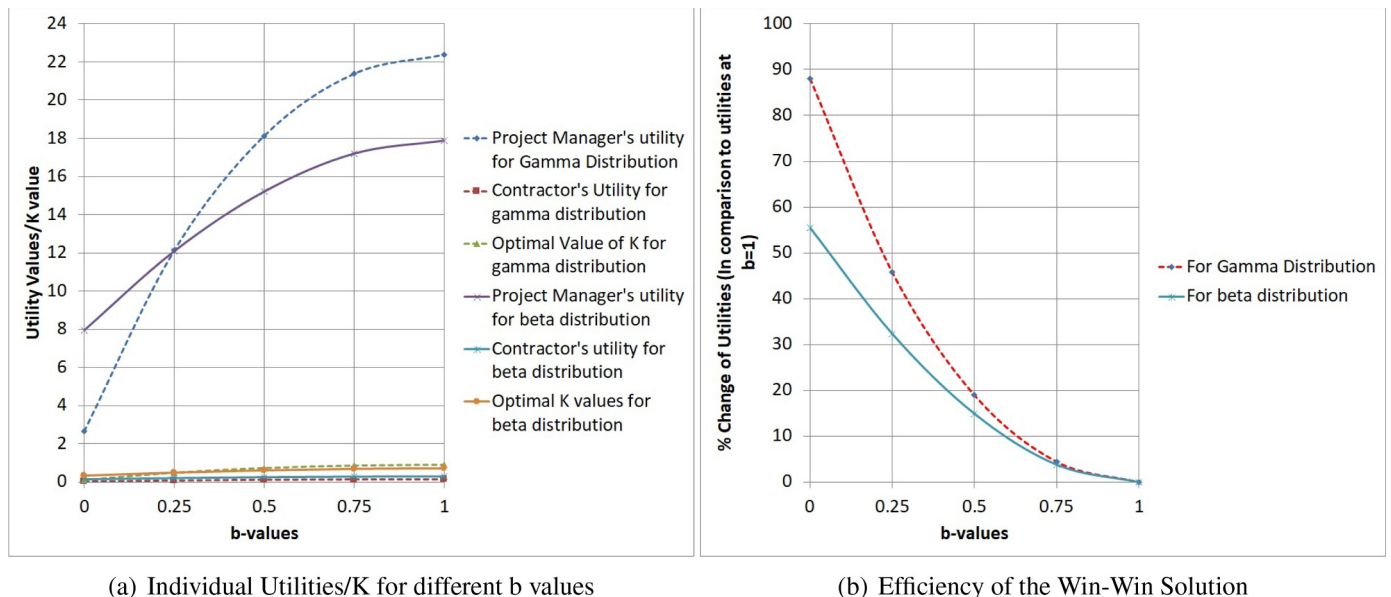 24
22
20
18
16
14
12
10
8
6
4
2
0
Utility Values/K value
0 0.25 0.5 0.75 1
b-values
Project Manager's utility
for Gamma Distribution
Contractor's Utility for
gamma distribution
Optimal Value of K for
gamma distribution
Project Manager's utility
for beta distribution
Contractor's utility for
beta distribution
Optimal K values for
beta distribution
100
90
80
70
60
50
40
30
20
10
0
% Change of Utilities (In comparison to utilities at
b=1)
0 0.25 0.5 0.75 1
b-values
For Gamma Distribution
For beta distribution
(a) Individual Utilities/K for different b values
(b) Efficiency of the Win-Win Solution